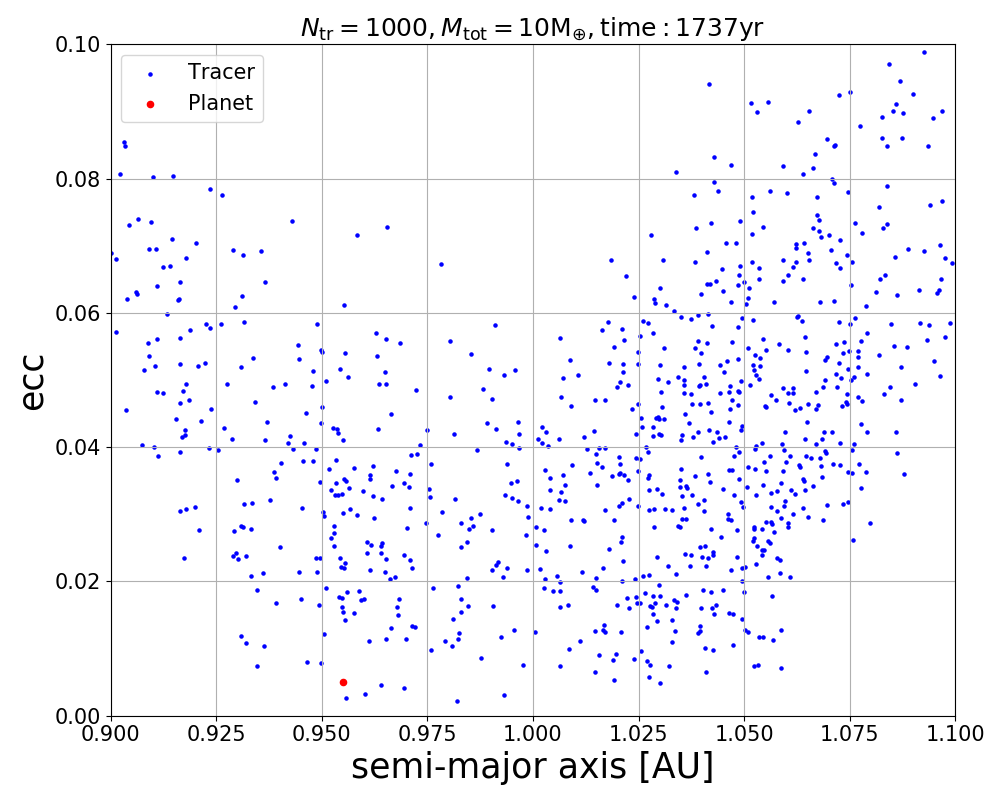 N_tr = 1000, M_tot = 10M_⊕, time : 1737yr
Tracer
Planet
0.10
0.08
0.06
0.04
0.02
0.00
ecc
0.900 0.925 0.950 0.975 1.000 1.025 1.050 1.075 1.100
semi-major axis [AU]